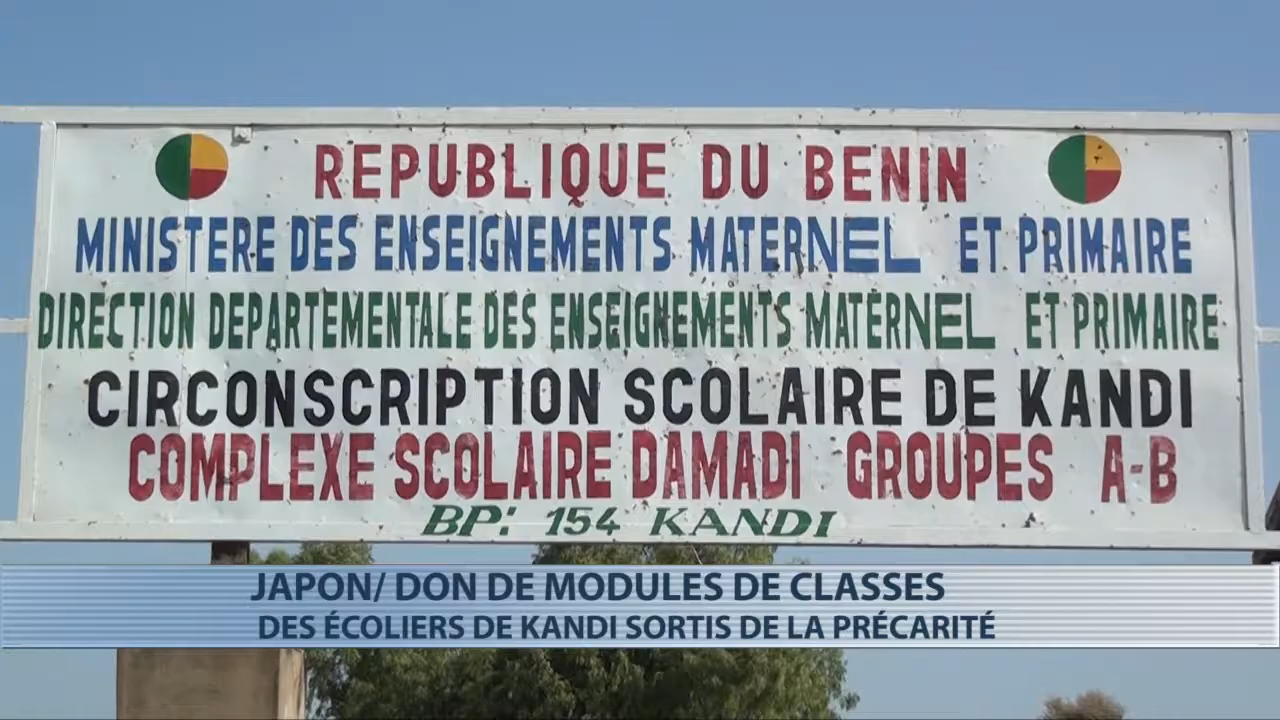 REPUBLIQUE DU BENIN
MINISTERE DES ENSEIGNEMENTS MATERNEL ET PRIMAIRE
DIRECTION DEPARTEMENTALE DES ENSEIGNEMENTS MATERNEL ET PRIMAIRE
CIRCONSCRIPTION SCOLAIRE DE KANDI
COMPLEXE SCOLAIRE DAMADI GROUPES A-B
BP: 154 KANDI
JAPON/ DON DE MODULES DE CLASSES
DES ÉCOLIERS DE KANDI SORTIS DE LA PRÉCARITÉ